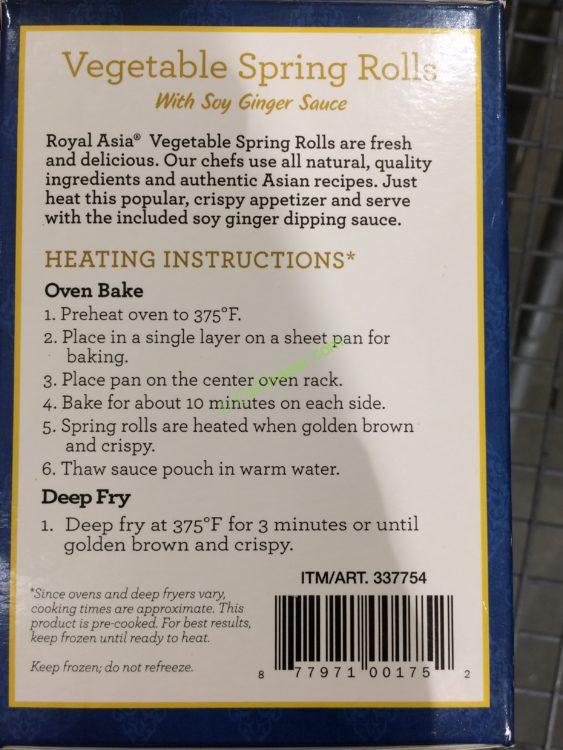 Vegetable Spring Rolls
With Soy Ginger Sauce
Royal Asia® Vegetable Spring Rolls are fresh
and delicious. Our chefs use all natural, quality
ingredients and authentic Asian recipes. Just
heat this popular, crispy appetizer and serve
with the included soy ginger dipping sauce.
HEATING INSTRUCTIONS*
Oven Bake
1. Preheat oven to 375°F.
2. Place in a single layer on a sheet pan for
baking.
3. Place pan on the center oven rack.
4. Bake for about 10 minutes on each side.
5. Spring rolls are heated when golden brown
and crispy.
6. Thaw sauce pouch in warm water.
Deep Fry
1. Deep fry at 375°F for 3 minutes or until
golden brown and crispy.
ITM/ART. 337754
*Since ovens and deep fryers vary,
cooking times are approximate. This
product is pre-cooked. For best results,
keep frozen until ready to heat.
Keep frozen; do not refreeze.
8 77971 00175 2